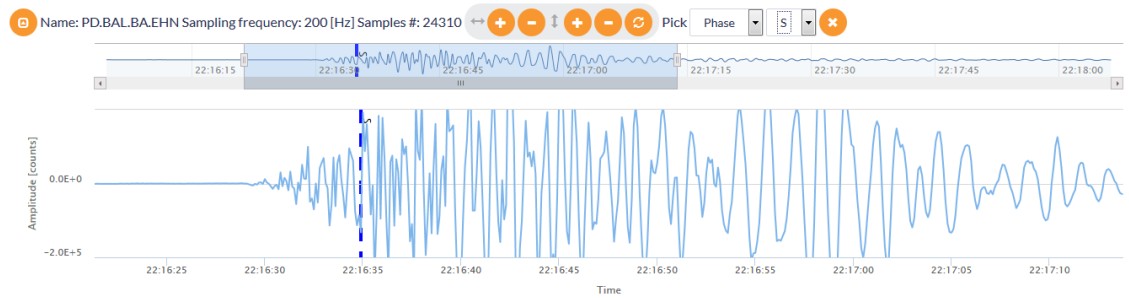 Name: PD.BAL.BA.EHN Sampling frequency: 200 [Hz] Samples #: 24310 Pick Phase S
S
22:16:15 22:16:30 22:16:45 22:17:00 22:17:15 22:17:30 22:17:45 22:18:00
S
Amplitude [counts]
0.0E+0
-2.0E+5
22:16:25 22:16:30 22:16:35 22:16:40 22:16:45 22:16:50 22:16:55 22:17:00 22:17:05 22:17:10
Time